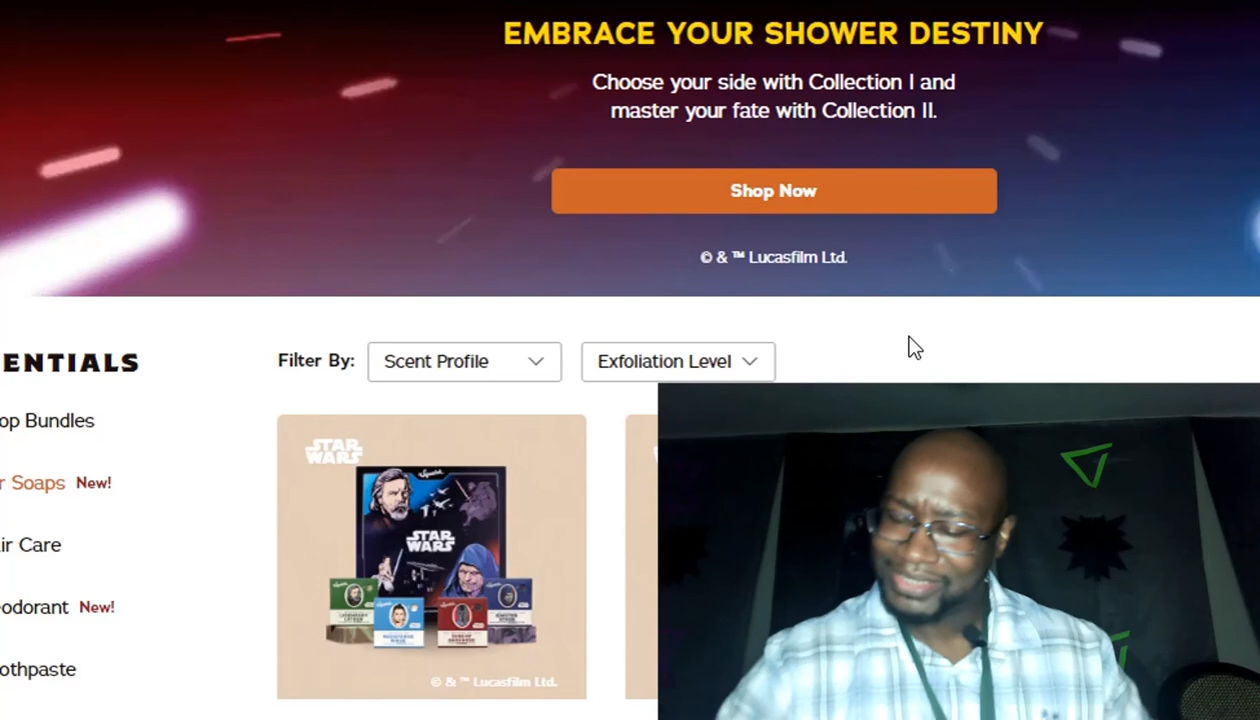 EMBRACE YOUR SHOWER DESTINY
Choose your side with Collection I and
master your fate with Collection II.
Shop Now
© & ™ Lucasfilm Ltd.
ENTIALS
Filter By:
Scent Profile
Exfoliation Level
op Bundles
r Soaps New!
ir Care
eodorant New!
oothpaste
STAR
WARS
STAR
WARS
© & ™ Lucasfilm Ltd.